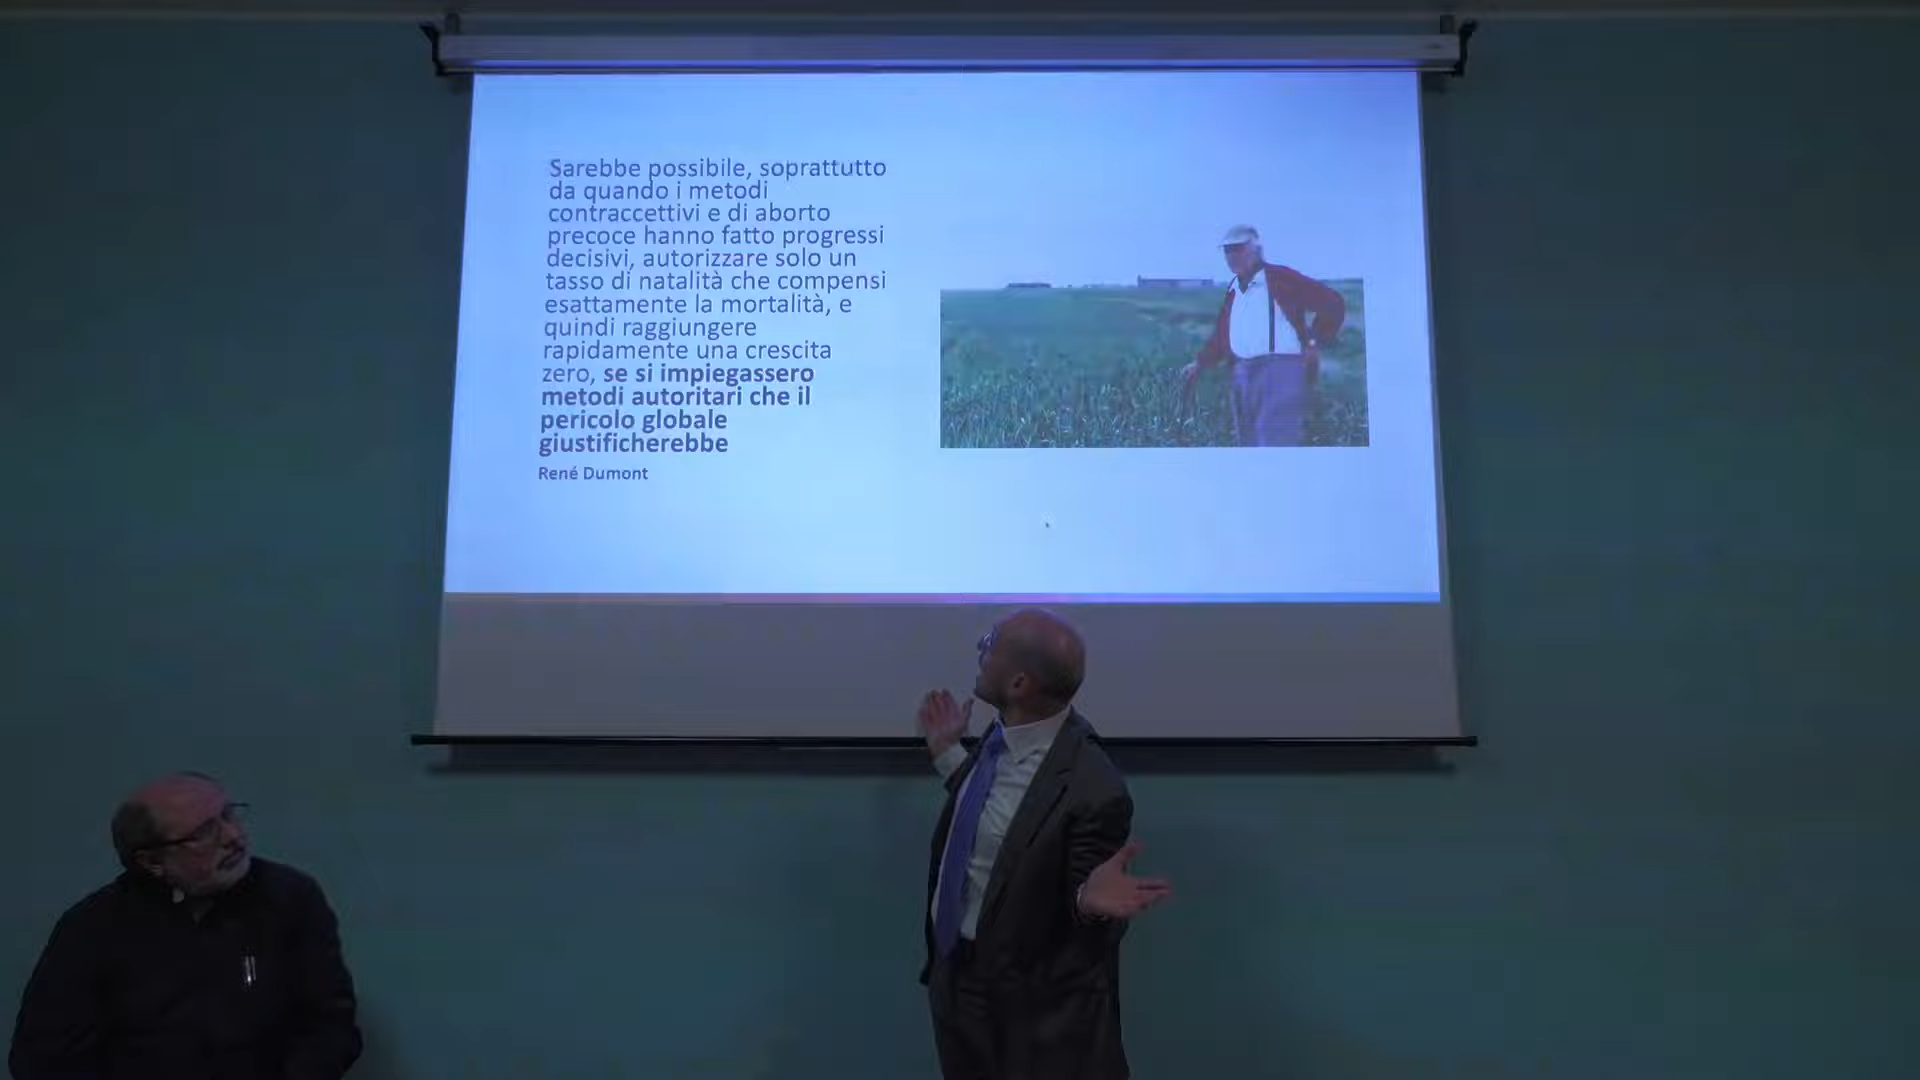 Sarebbe possibile, soprattutto
da quando i metodi
contraccettivi e di aborto
precoce hanno fatto progressi
decisivi, autorizzare solo un
tasso di natalità che compensi
esattamente la mortalità, e
quindi raggiungere
rapidamente una crescita
zero, se si impiegassero
metodi autoritari che il
pericolo globale
giustificherebbe
René Dumont